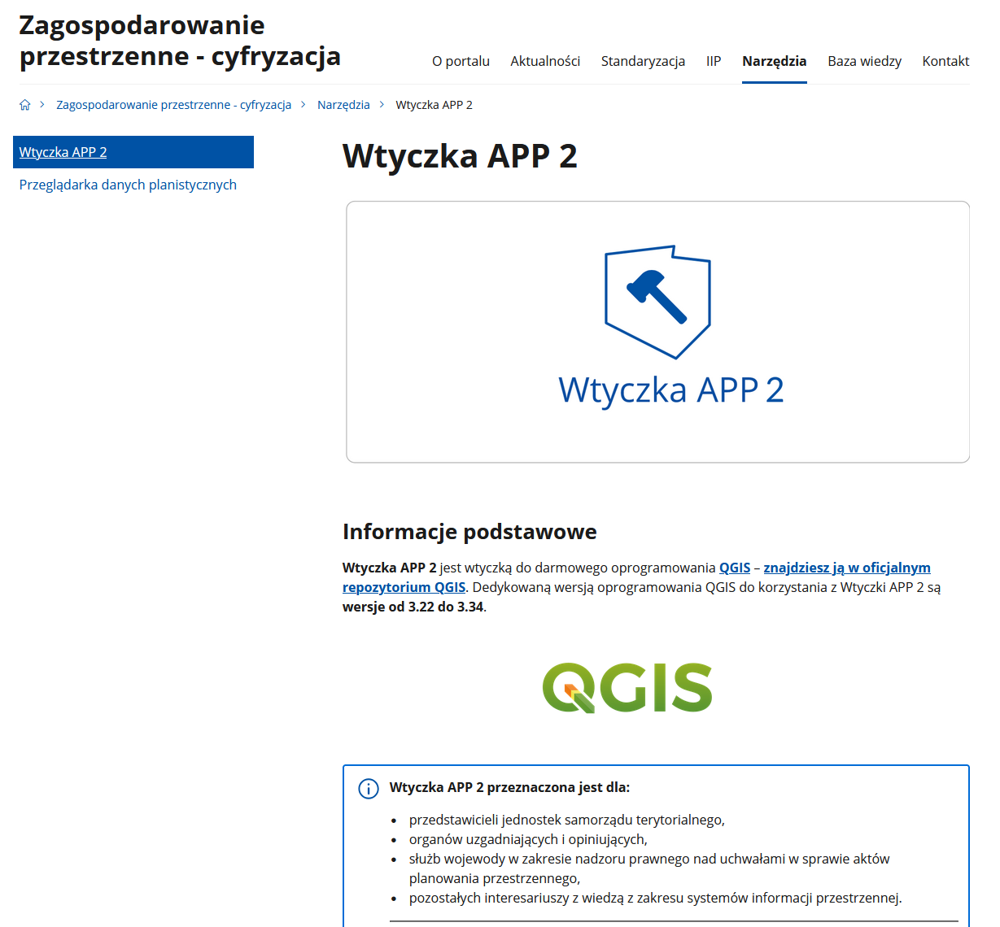 Zagospodarowanie
przestrzenne - cyfryzacja
O portalu Aktualności Standaryzacja IIP Narzędzia Baza wiedzy Kontakt
Zagospodarowanie przestrzenne - cyfryzacja Narzędzia Wtyczka APP 2
Wtyczka APP 2
Przeglądarka danych planistycznych
Wtyczka APP 2
Wtyczka APP 2
Informacje podstawowe
Wtyczka APP 2 jest wtyczką do darmowego oprogramowania QGIS – znajdziesz ją w oficjalnym
repozytorium QGIS. Dedykowaną wersją oprogramowania QGIS do korzystania z Wtyczki APP 2 są
wersje od 3.22 do 3.34.
QGIS
Wtyczka APP 2 przeznaczona jest dla:
przedstawicieli jednostek samorządu terytorialnego,
organów uzgadniających i opiniujących,
służb wojewody w zakresie nadzoru prawnego nad uchwałami w sprawie aktów
planowania przestrzennego,
pozostałych interesariuszy z wiedzą z zakresu systemów informacji przestrzennej.